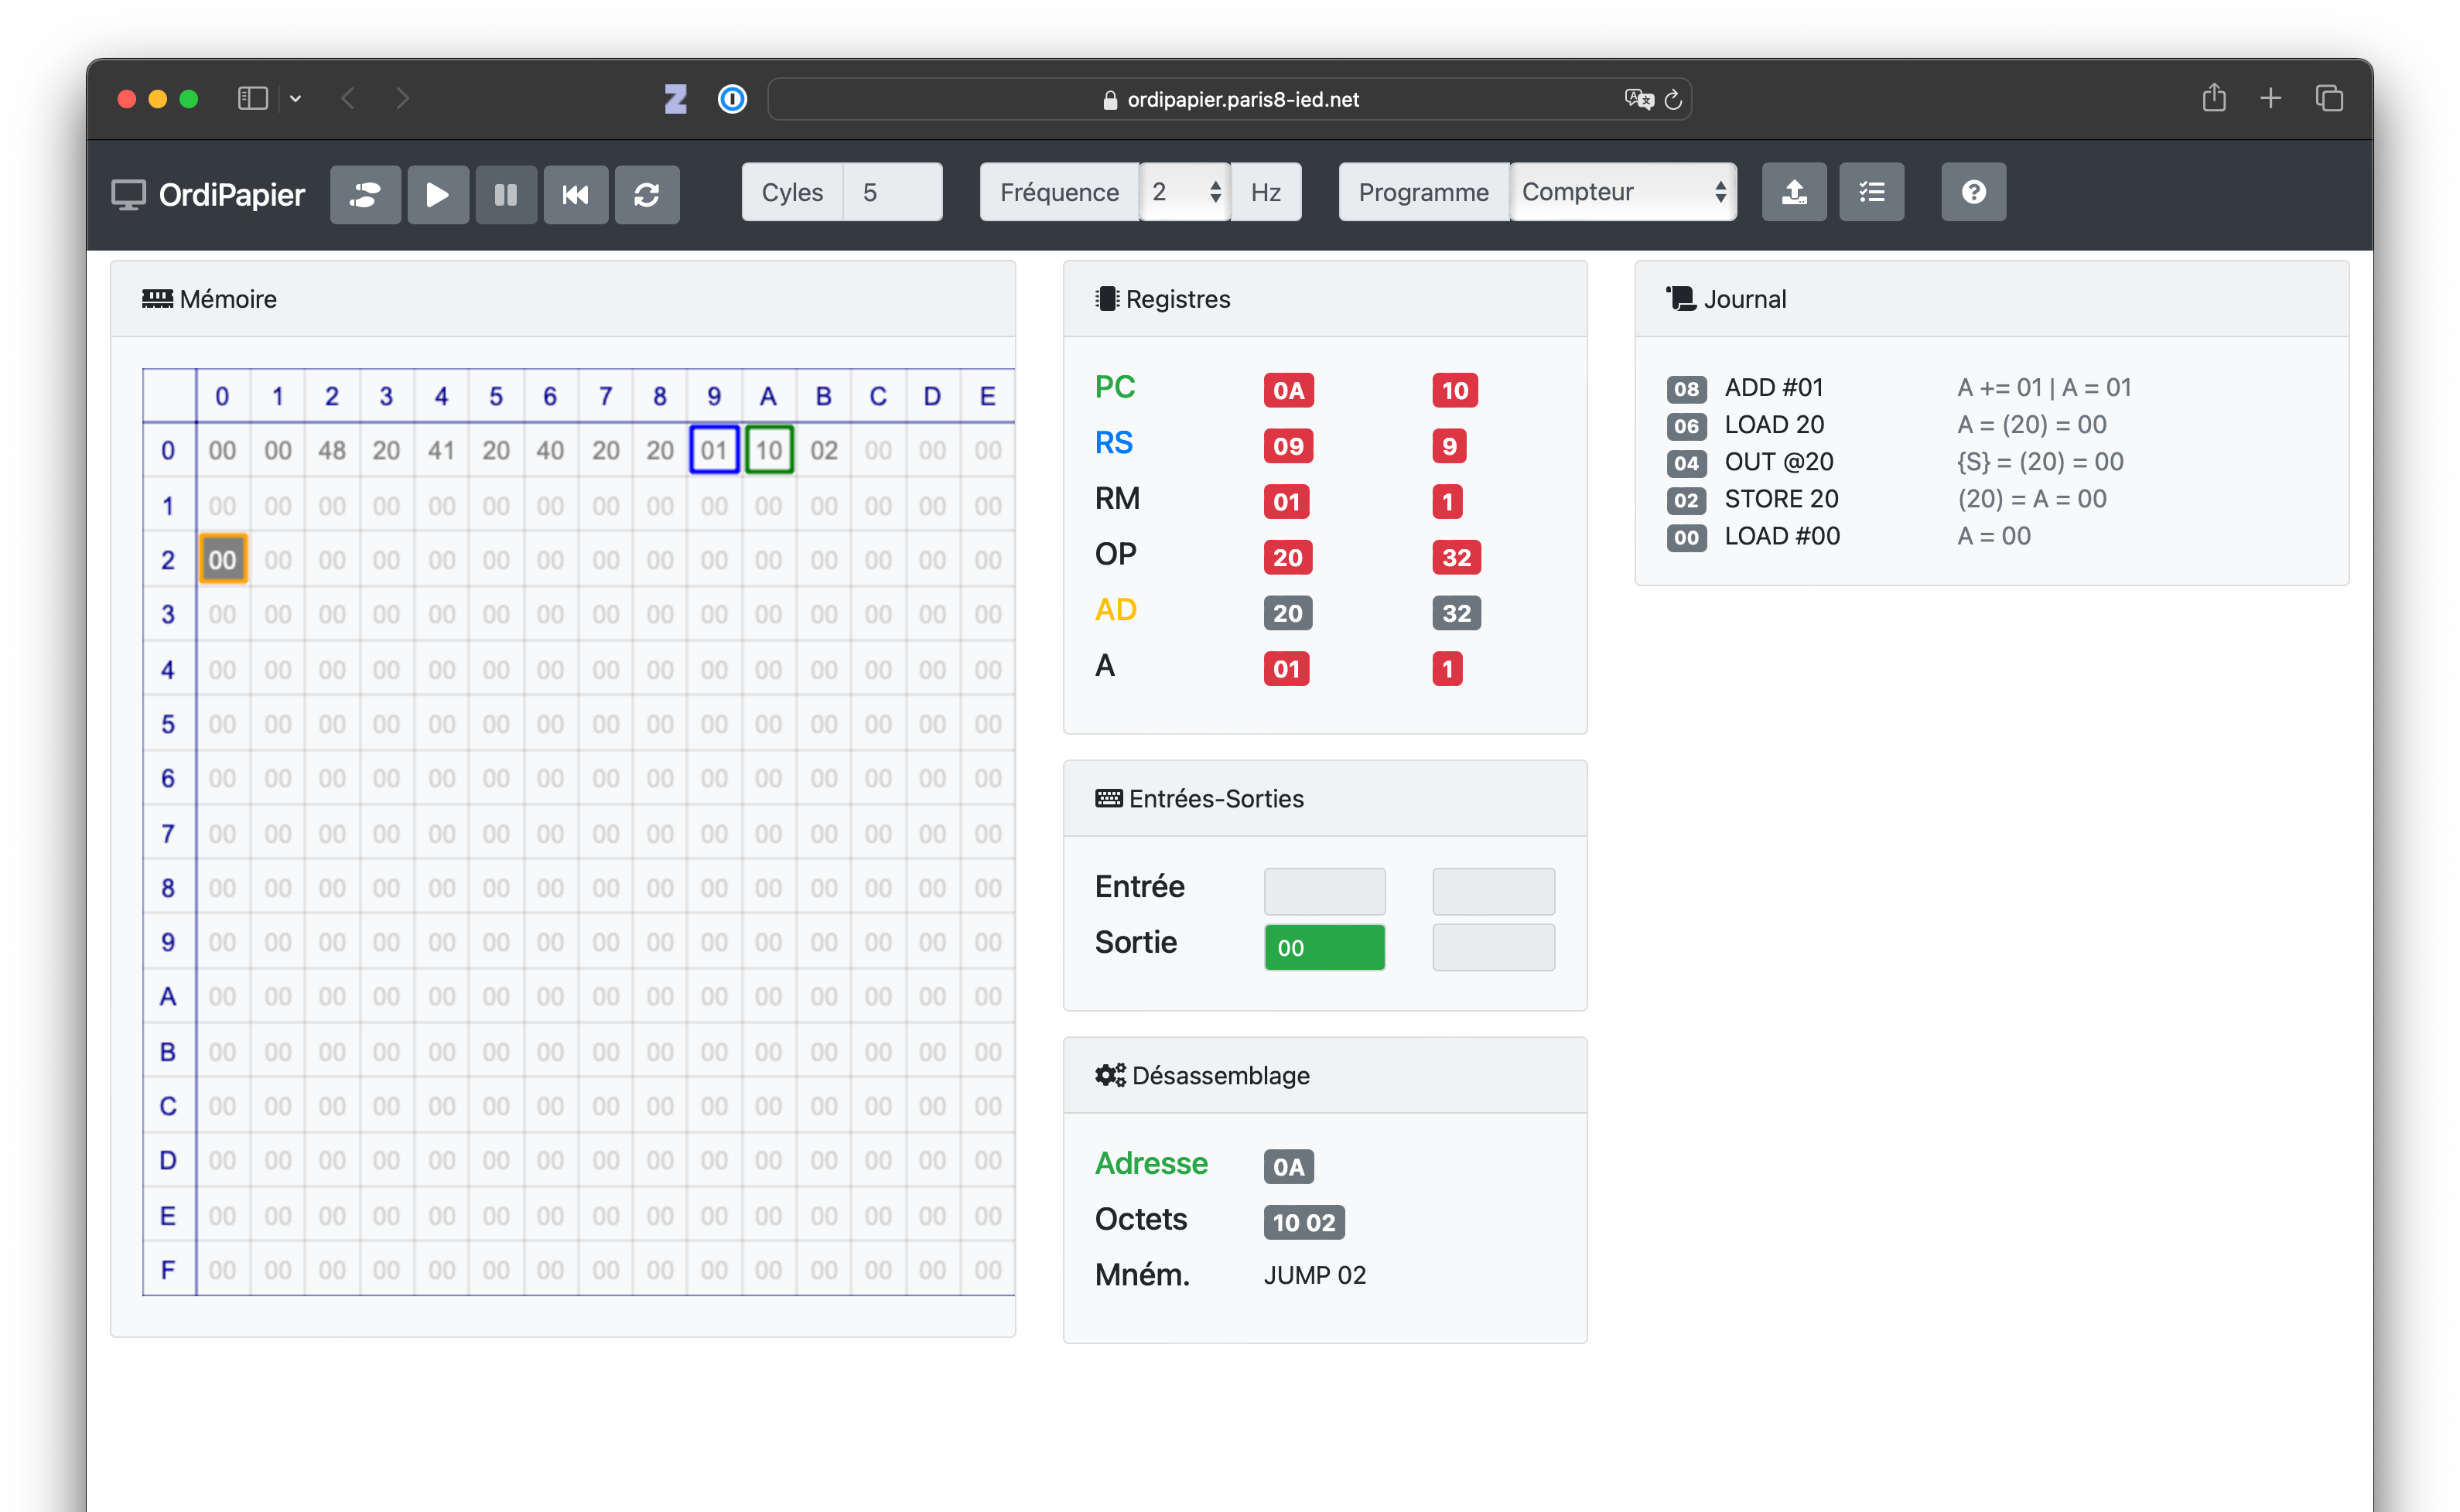 ordipapier.paris8-ied.net
OrdiPapier Cyles 5 Fréquence 2 Hz Programme Compteur
Mémoire
0 1 2 3 4 5 6 7 8 9 A B C D E
0 00 00 48 20 41 20 40 20 20 01 10 02 00 00 00
1 00 00 00 00 00 00 00 00 00 00 00 00 00 00 00
2 00 00 00 00 00 00 00 00 00 00 00 00 00 00 00
3 00 00 00 00 00 00 00 00 00 00 00 00 00 00 00
4 00 00 00 00 00 00 00 00 00 00 00 00 00 00 00
5 00 00 00 00 00 00 00 00 00 00 00 00 00 00 00
6 00 00 00 00 00 00 00 00 00 00 00 00 00 00 00
7 00 00 00 00 00 00 00 00 00 00 00 00 00 00 00
8 00 00 00 00 00 00 00 00 00 00 00 00 00 00 00
9 00 00 00 00 00 00 00 00 00 00 00 00 00 00 00
A 00 00 00 00 00 00 00 00 00 00 00 00 00 00 00
B 00 00 00 00 00 00 00 00 00 00 00 00 00 00 00
C 00 00 00 00 00 00 00 00 00 00 00 00 00 00 00
D 00 00 00 00 00 00 00 00 00 00 00 00 00 00 00
E 00 00 00 00 00 00 00 00 00 00 00 00 00 00 00
F 00 00 00 00 00 00 00 00 00 00 00 00 00 00 00
Registres
PC 0A 10
RS 09 9
RM 01 1
OP 20 32
AD 20 32
A 01 1
Entrées-Sorties
Entrée
Sortie 00
Désassemblage
Adresse 0A
Octets 10 02
Mném. JUMP 02
Journal
08 ADD #01 A += 01 | A = 01
06 LOAD 20 A = (20) = 00
04 OUT @20 {S} = (20) = 00
02 STORE 20 (20) = A = 00
00 LOAD #00 A = 00